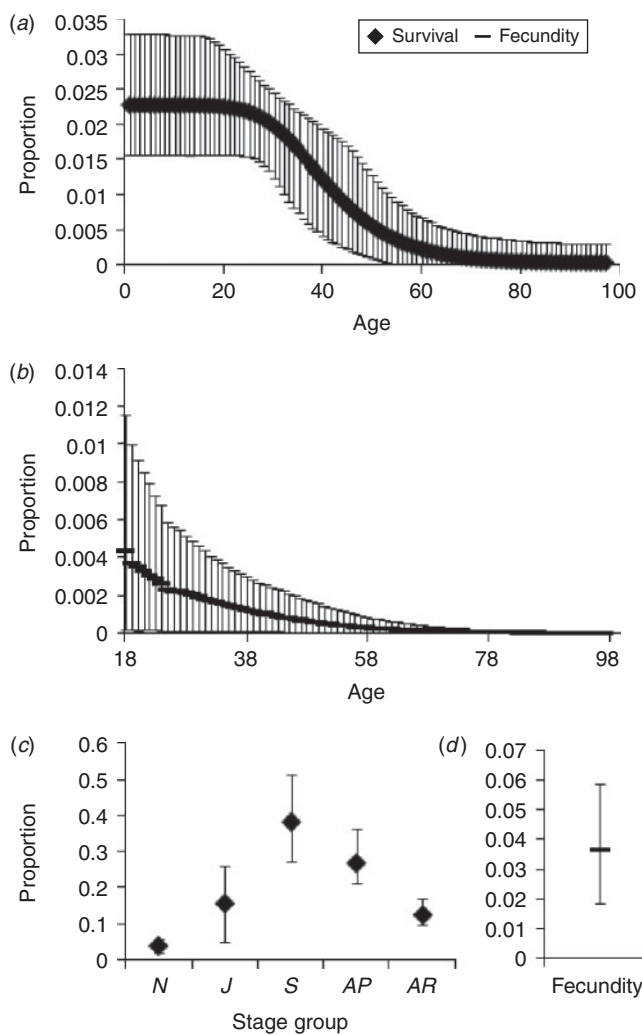 (a)
0.035
0.03
0.025
0.02
0.015
0.01
0.005
0
Proportion
Survival Fecundity
0 20 40 60 80 100
Age
(b)
0.014
0.012
0.01
0.008
0.006
0.004
0.002
0
Proportion
18 38 58 78 98
Age
(c)
0.6
0.5
0.4
0.3
0.2
0.1
0
Proportion
N J S AP AR
Stage group
(d)
0.07
0.06
0.05
0.04
0.03
0.02
0.01
0
Fecundity